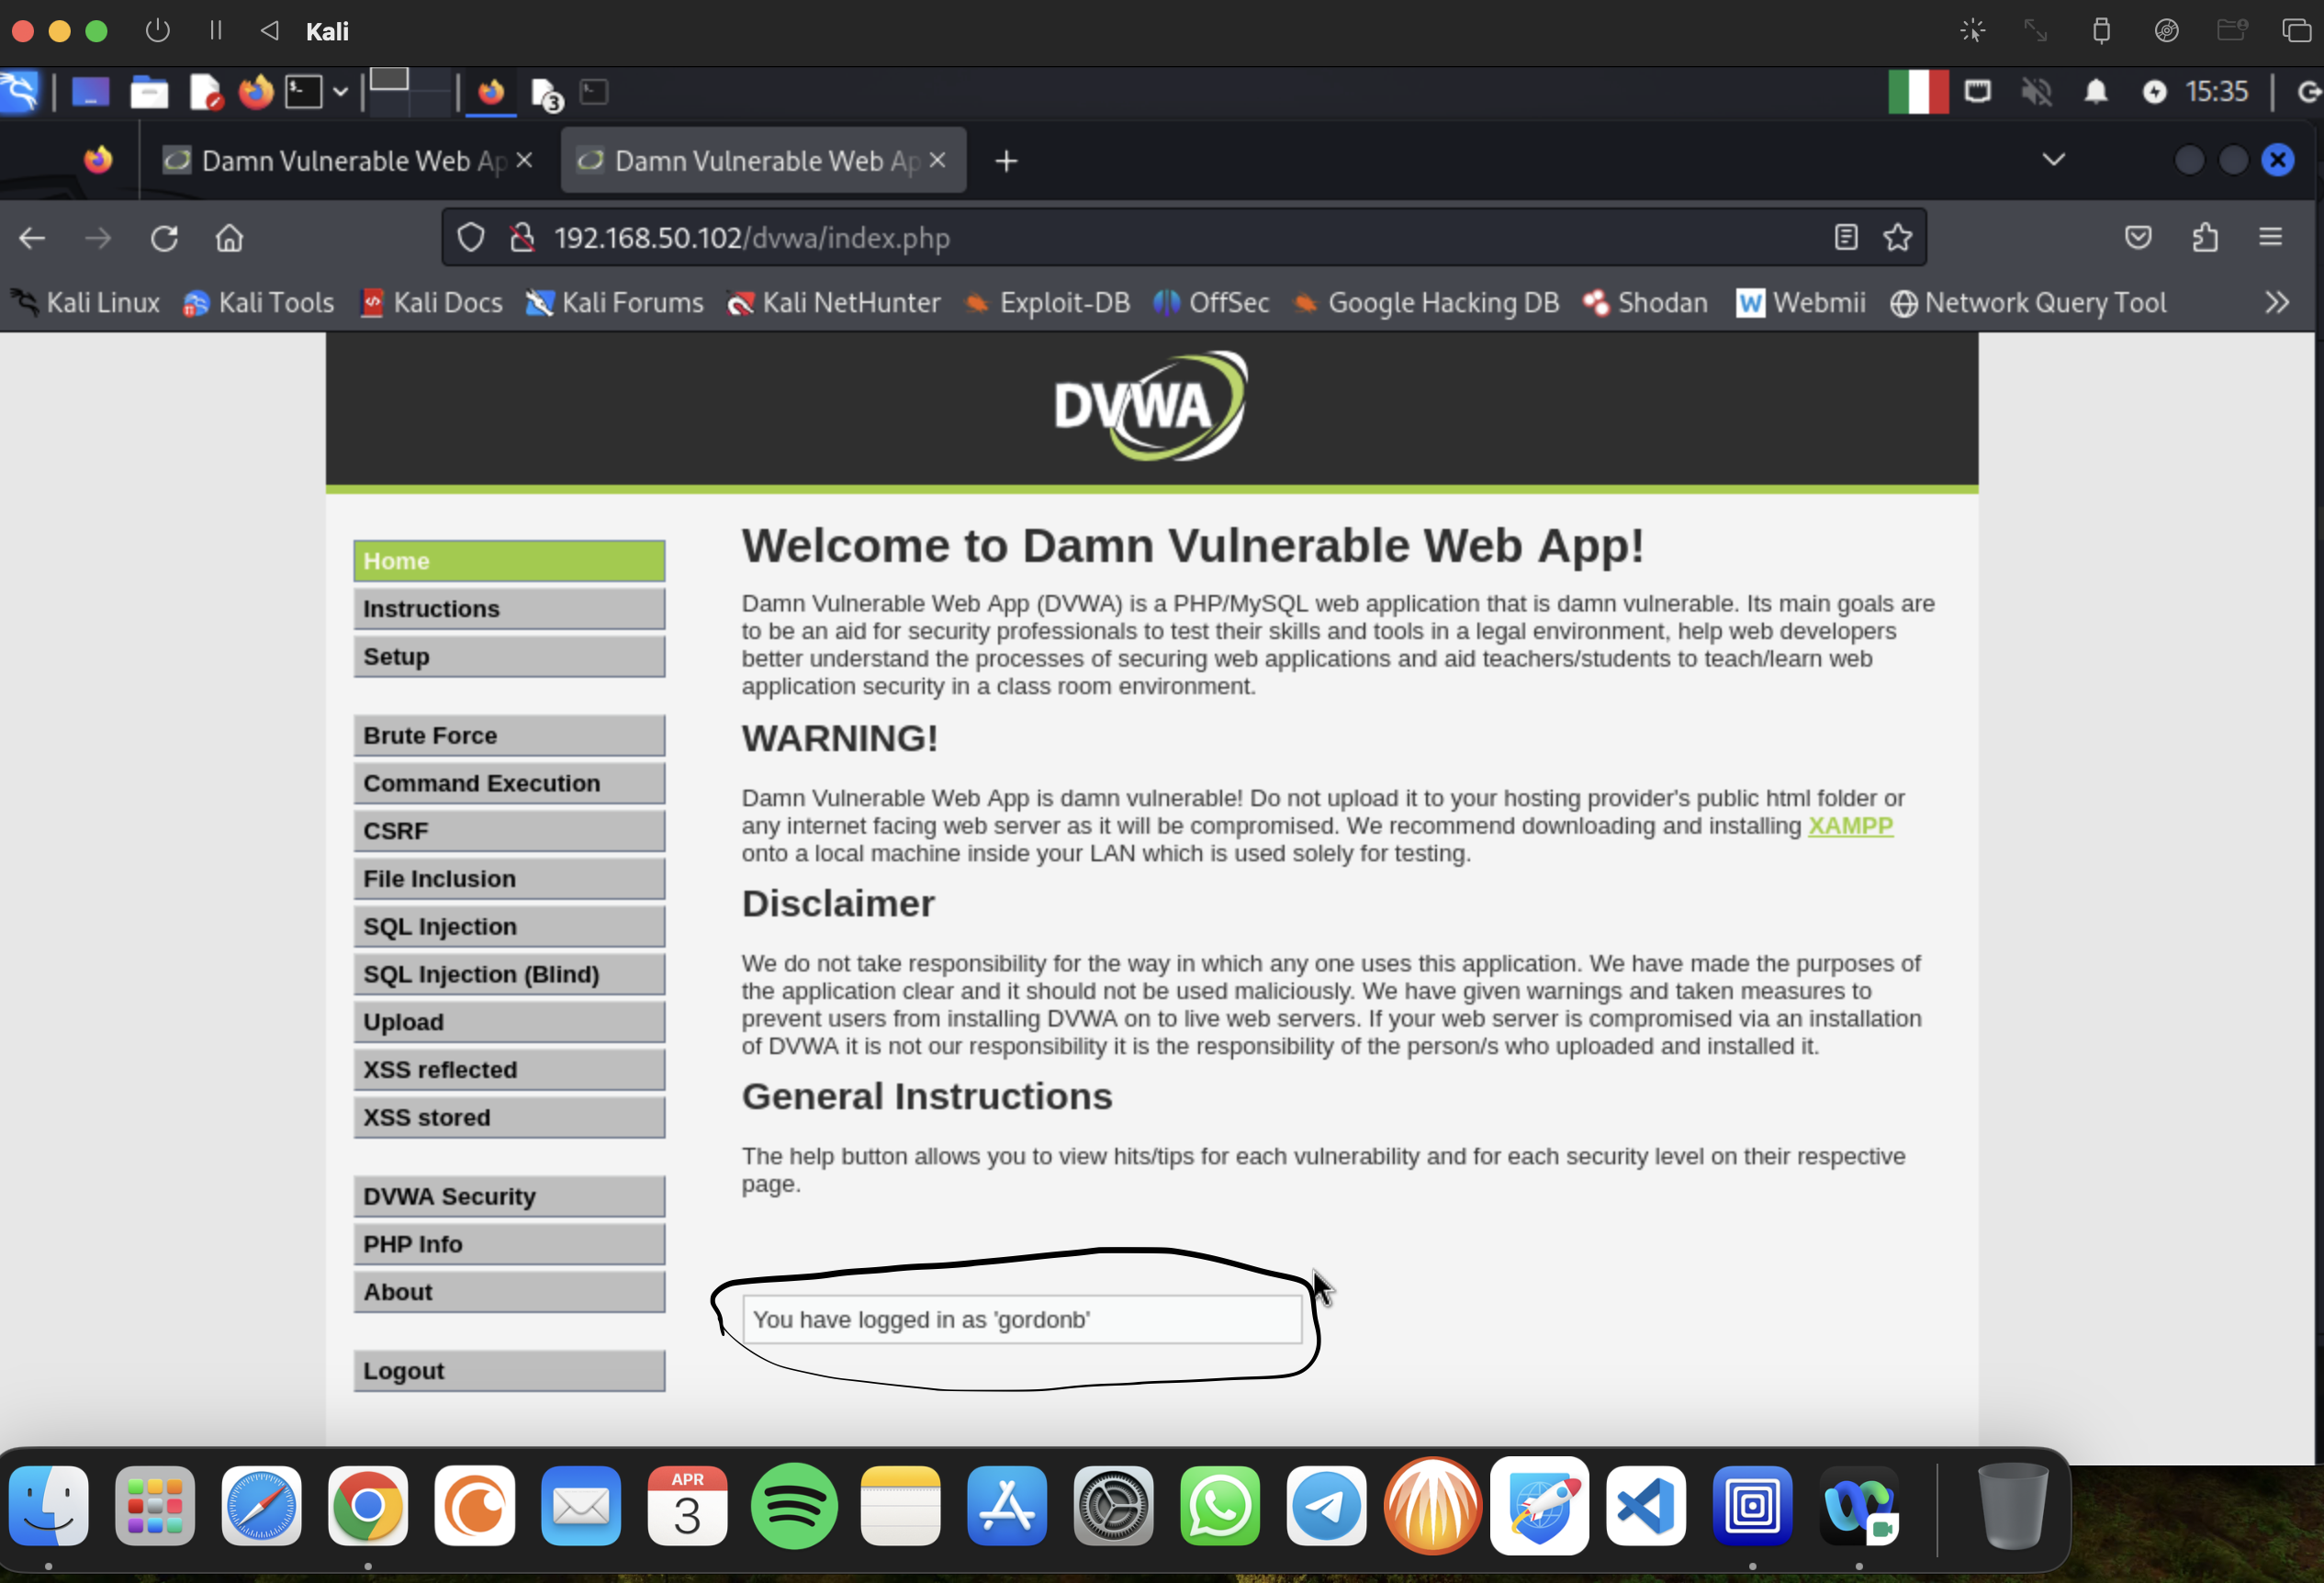 Kali
3
15:35
Damn Vulnerable Web Ap
Damn Vulnerable Web Ap
192.168.50.102/dvwa/index.php
Kali Linux
Kali Tools
Kali Docs
Kali Forums
Kali NetHunter
Exploit-DB
OffSec
Google Hacking DB
Shodan
W Webmii
Network Query Tool
DVWA
Home
Instructions
Setup
Brute Force
Command Execution
CSRF
File Inclusion
SQL Injection
SQL Injection (Blind)
Upload
XSS reflected
XSS stored
DVWA Security
PHP Info
About
Logout
Welcome to Damn Vulnerable Web App!
Damn Vulnerable Web App (DVWA) is a PHP/MySQL web application that is damn vulnerable. Its main goals are
to be an aid for security professionals to test their skills and tools in a legal environment, help web developers
better understand the processes of securing web applications and aid teachers/students to teach/learn web
application security in a class room environment.
WARNING!
Damn Vulnerable Web App is damn vulnerable! Do not upload it to your hosting provider's public html folder or
any internet facing web server as it will be compromised. We recommend downloading and installing XAMPP
onto a local machine inside your LAN which is used solely for testing.
Disclaimer
We do not take responsibility for the way in which any one uses this application. We have made the purposes of
the application clear and it should not be used maliciously. We have given warnings and taken measures to
prevent users from installing DVWA on to live web servers. If your web server is compromised via an installation
of DVWA it is not our responsibility it is the responsibility of the person/s who uploaded and installed it.
General Instructions
The help button allows you to view hits/tips for each vulnerability and for each security level on their respective
page.
You have logged in as 'gordonb'
APR
3